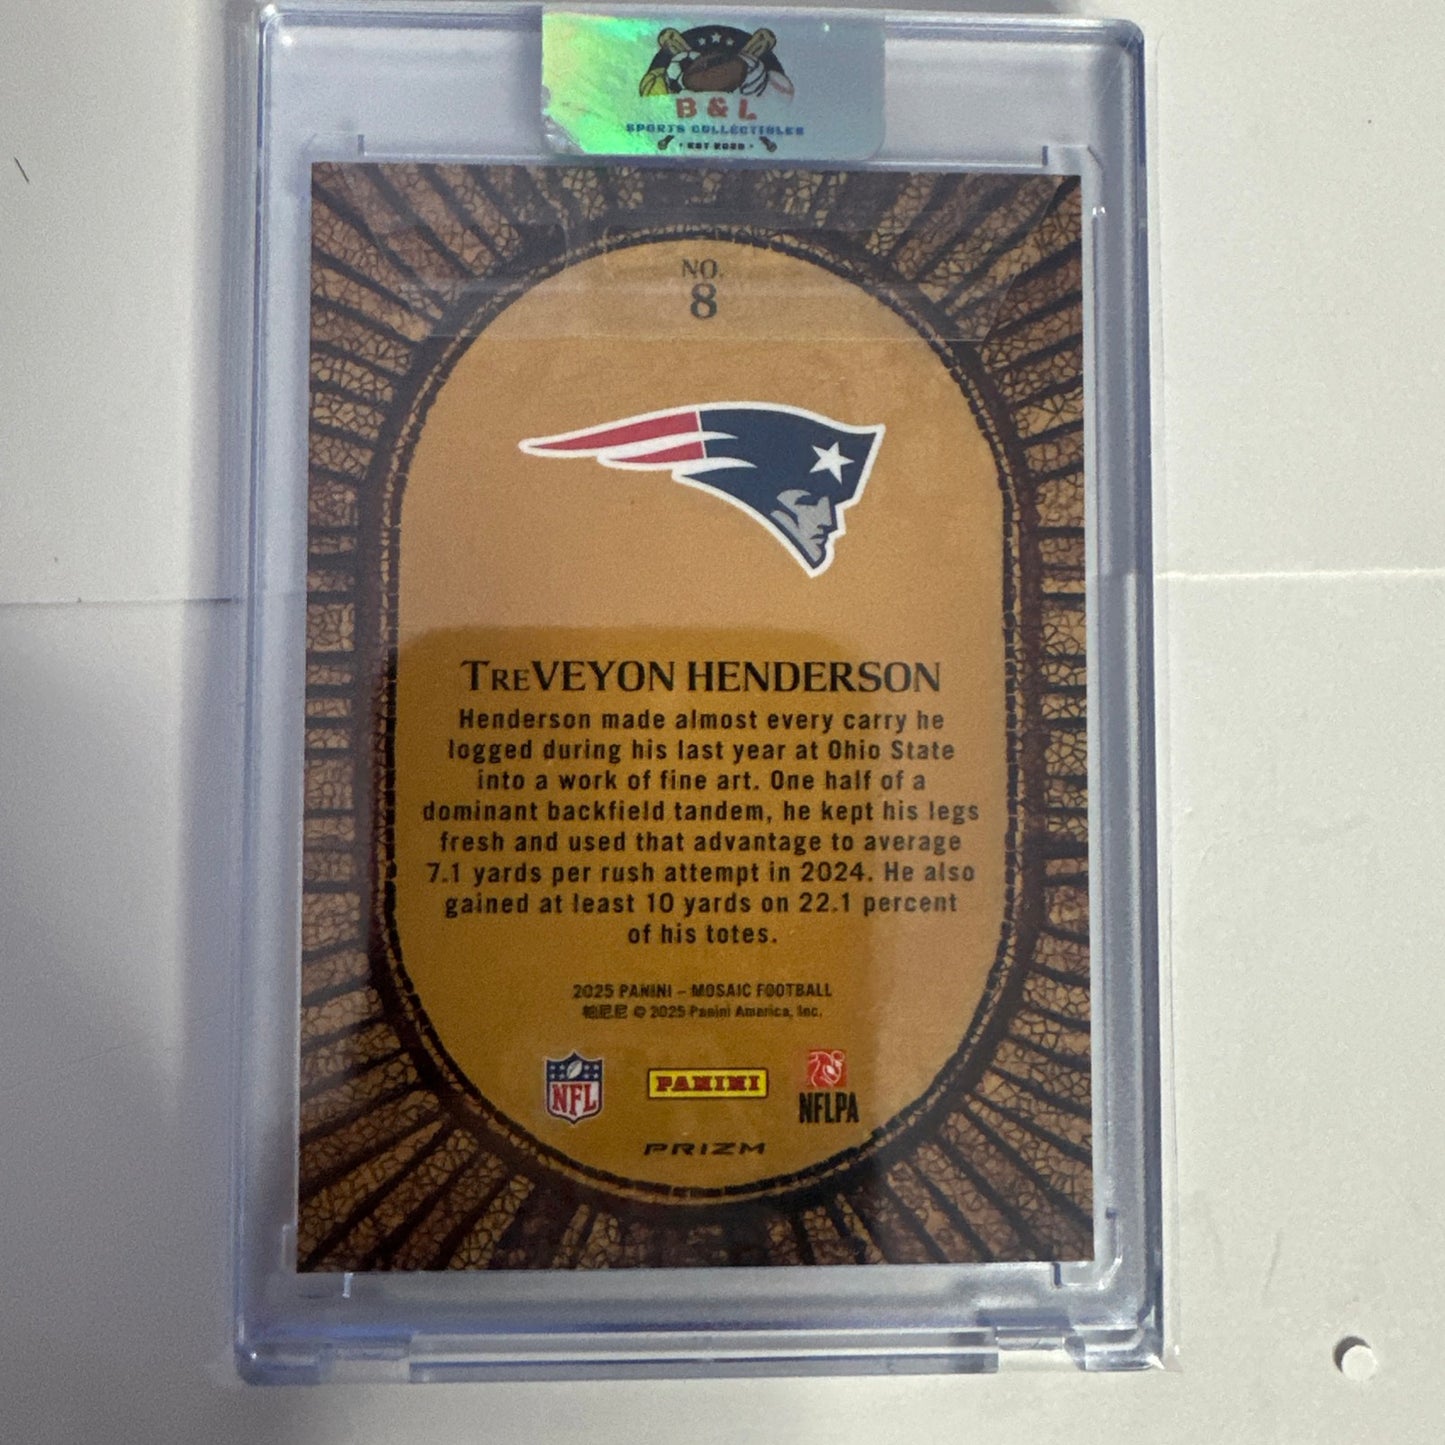 B & L
SPORTS COLLECTIBLES
• EST 2020 •
NO.
8
TreVEYON HENDERSON
Henderson made almost every carry he
logged during his last year at Ohio State
into a work of fine art. One half of a
dominant backfield tandem, he kept his legs
fresh and used that advantage to average
7.1 yards per rush attempt in 2024. He also
gained at least 10 yards on 22.1 percent
of his totes.
2025 PANINI – MOSAIC FOOTBALL
帕尼尼 © 2025 Panini America, Inc.
NFL
PANINI
NFLPA
PRIZM